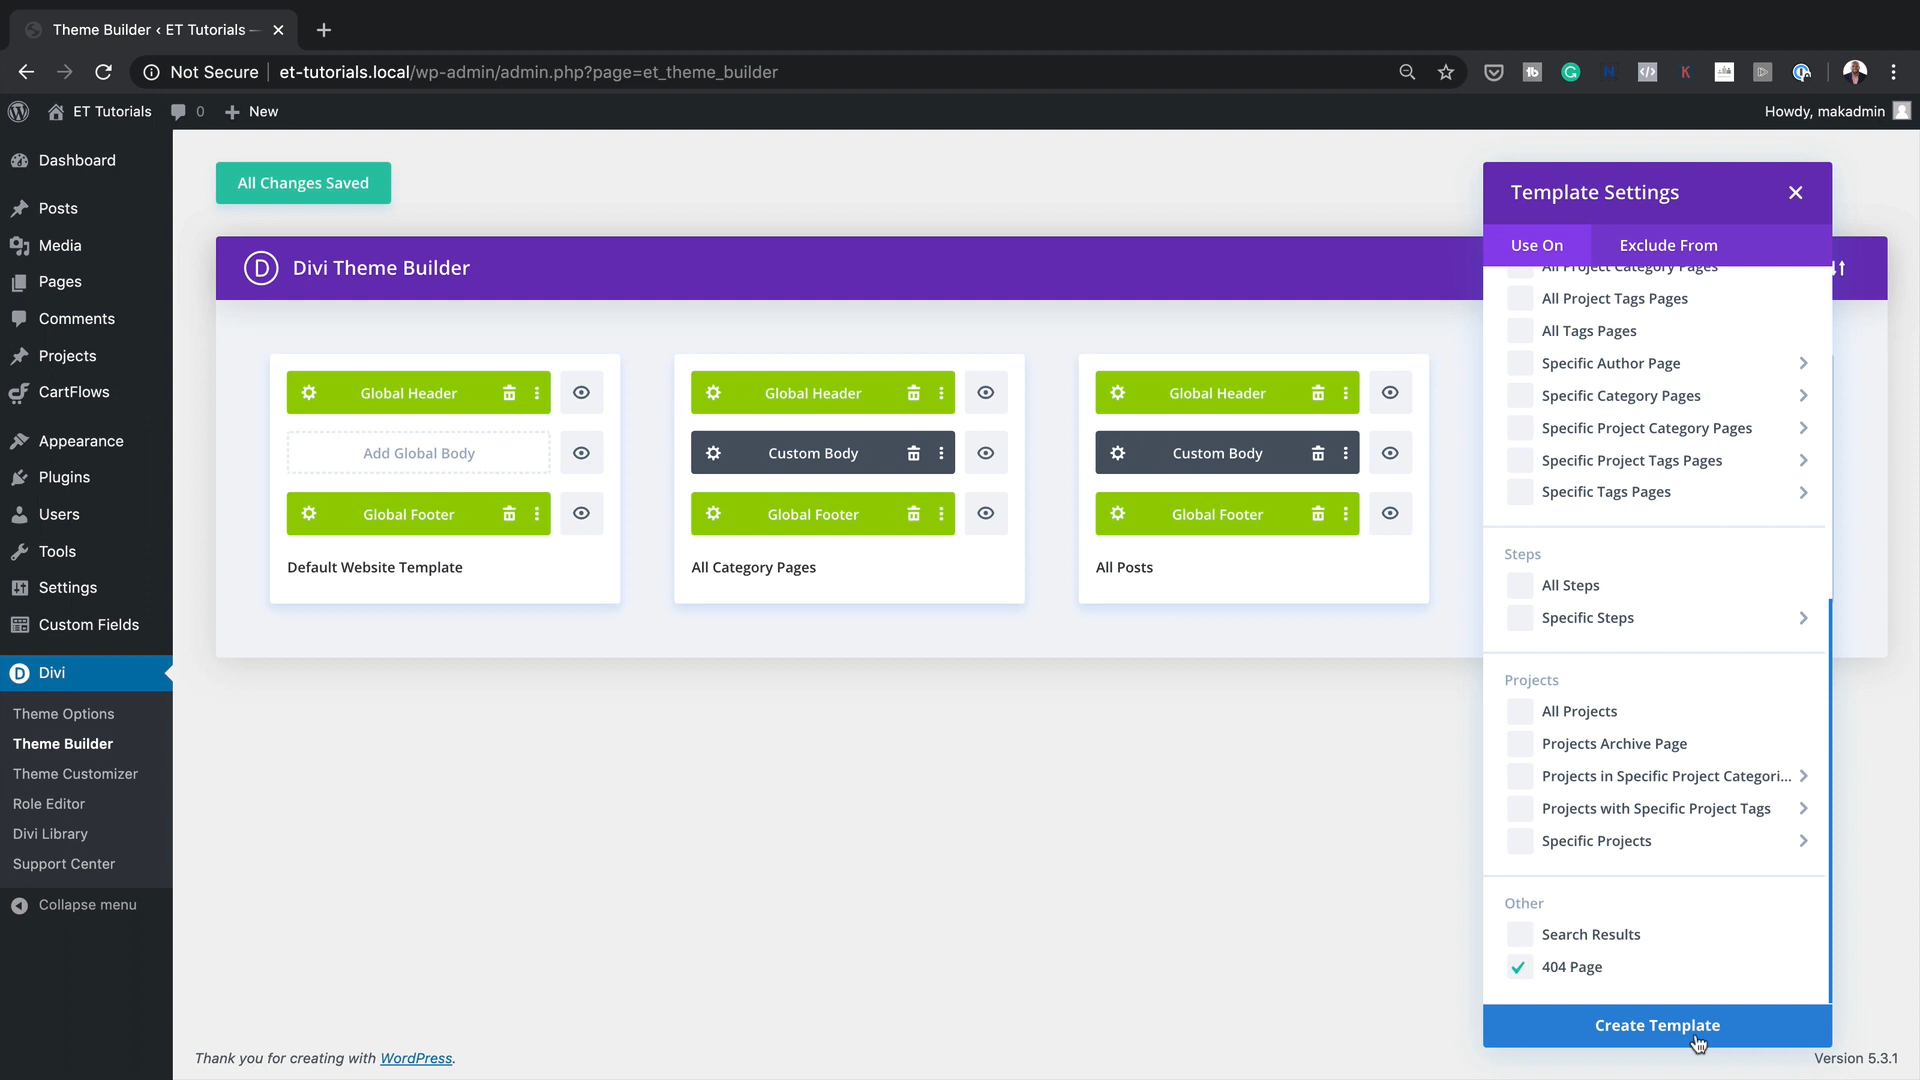 Theme Builder ‹ ET Tutorials —
Not Secure
et-tutorials.local/wp-admin/admin.php?page=et_theme_builder
ET Tutorials
0
New
Howdy, makadmin
Dashboard
Posts
Media
Pages
Comments
Projects
CartFlows
Appearance
Plugins
Users
Tools
Settings
Custom Fields
Divi
Theme Options
Theme Builder
Theme Customizer
Role Editor
Divi Library
Support Center
Collapse menu
All Changes Saved
D
Divi Theme Builder
Global Header
Add Global Body
Global Footer
Default Website Template
Global Header
Custom Body
Global Footer
All Category Pages
Global Header
Custom Body
Global Footer
All Posts
Template Settings
Use On
Exclude From
All Project Category Pages
All Project Tags Pages
All Tags Pages
Specific Author Page
Specific Category Pages
Specific Project Category Pages
Specific Project Tags Pages
Specific Tags Pages
Steps
All Steps
Specific Steps
Projects
All Projects
Projects Archive Page
Projects in Specific Project Categori...
Projects with Specific Project Tags
Specific Projects
Other
Search Results
404 Page
Create Template
Thank you for creating with WordPress.
Version 5.3.1